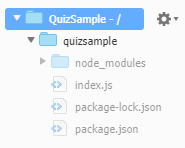 QuizSample - /
quizsample
node_modules
index.js
package-lock.json
package.json